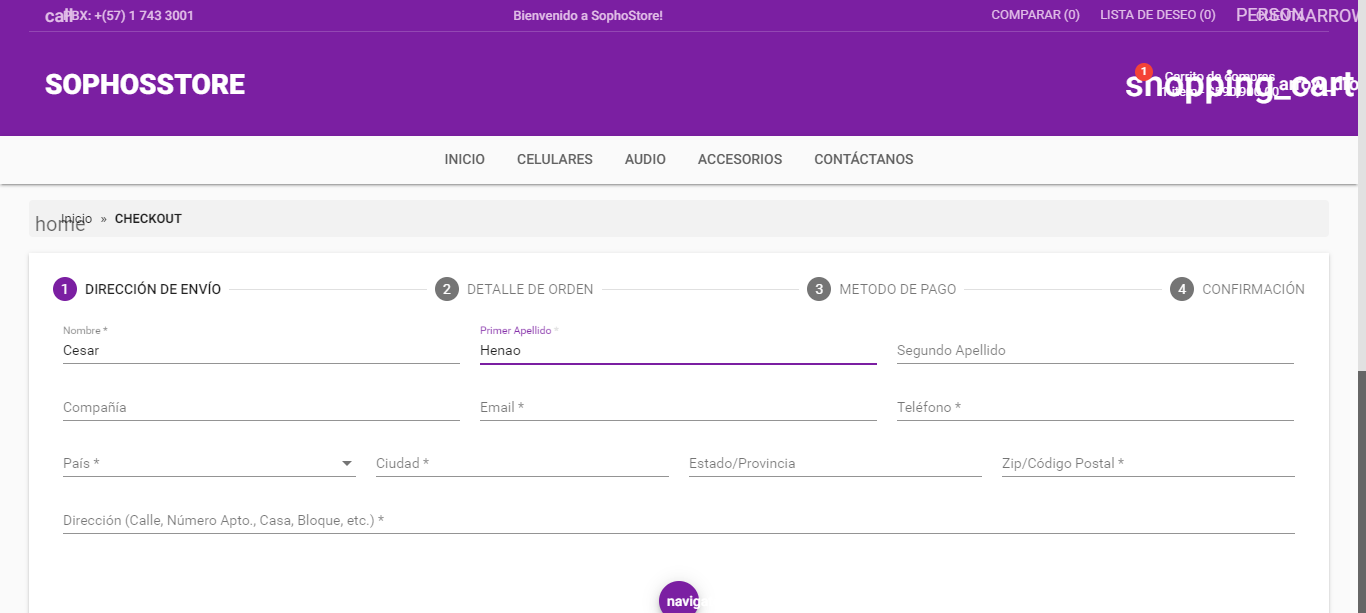 call PBX: +(57) 1 743 3001
Bienvenido a SophoStore!
COMPARAR (0) LISTA DE DESEO (0) PERSON CUENTA
SOPHOSSTORE
1
shopping_cart Carrito de compras
INICIO CELULARES AUDIO ACCESORIOS CONTÁCTANOS
home Inicio » CHECKOUT
1 DIRECCIÓN DE ENVÍO 2 DETALLE DE ORDEN 3 METODO DE PAGO 4 CONFIRMACIÓN
Nombre * Primer Apellido *
Cesar Henao Segundo Apellido
Compañía Email * Teléfono *
País * Ciudad * Estado/Provincia Zip/Código Postal *
Dirección (Calle, Número Apto., Casa, Bloque, etc.) *